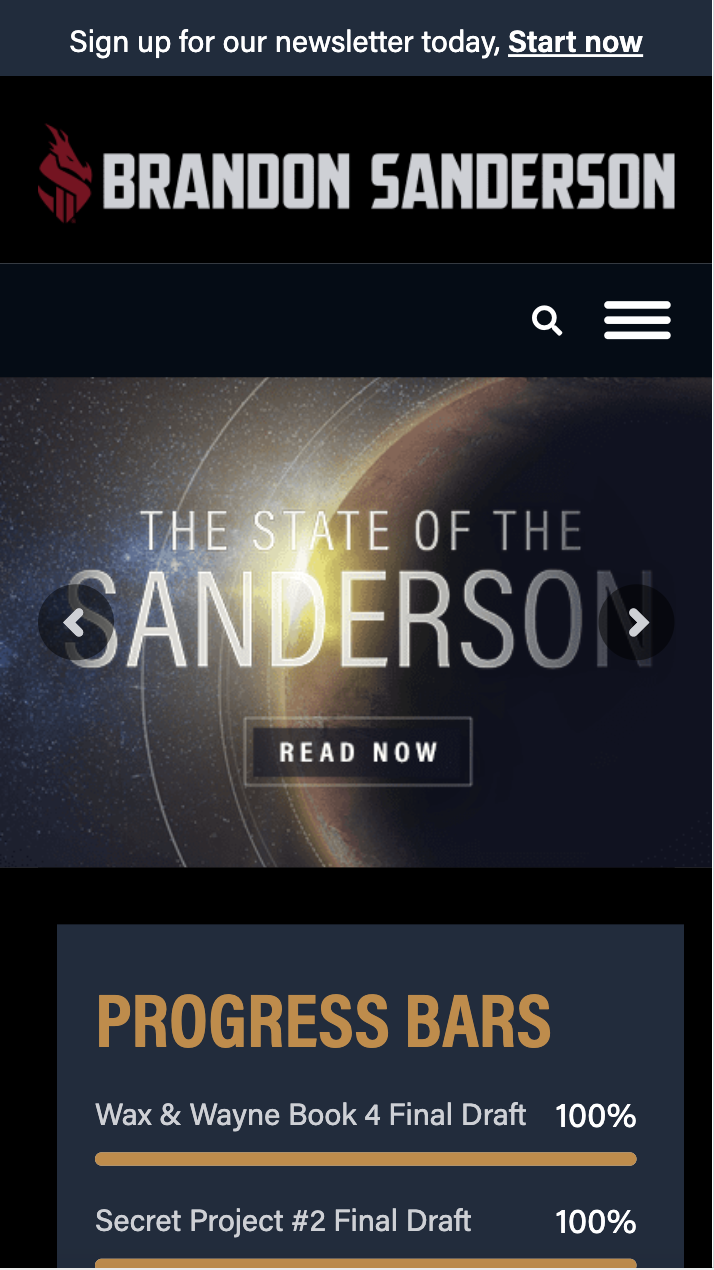 Sign up for our newsletter today, Start now
BRANDON SANDERSON
THE STATE OF THE
SANDERSON
READ NOW
PROGRESS BARS
Wax & Wayne Book 4 Final Draft 100%
Secret Project #2 Final Draft 100%